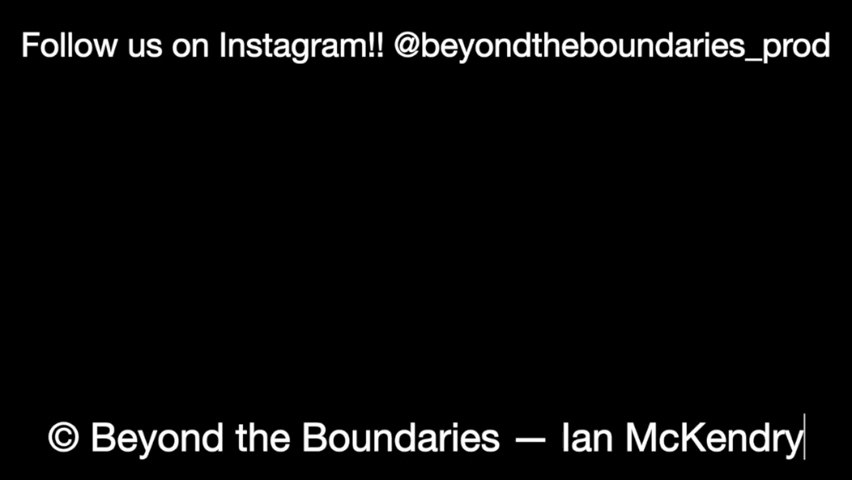 Follow us on Instagram!! @beyondtheboundaries_prod
© Beyond the Boundaries — Ian McKendry